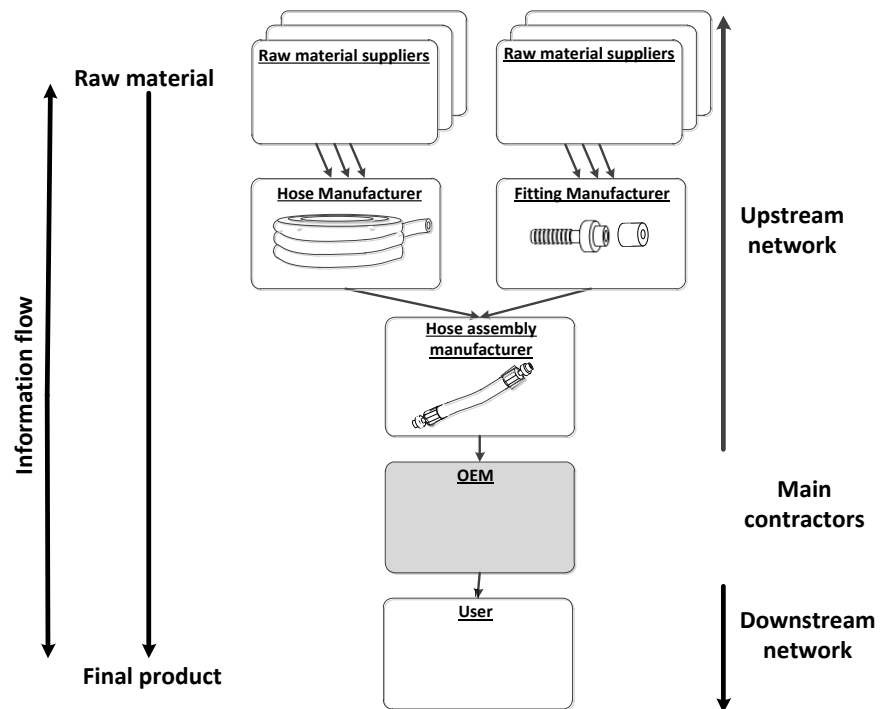 Raw material suppliers
Raw material suppliers
Raw material
Hose Manufacturer
Fitting Manufacturer
Upstream
network
Hose assembly
manufacturer
Information flow
OEM
Main
contractors
User
Downstream
network
Final product